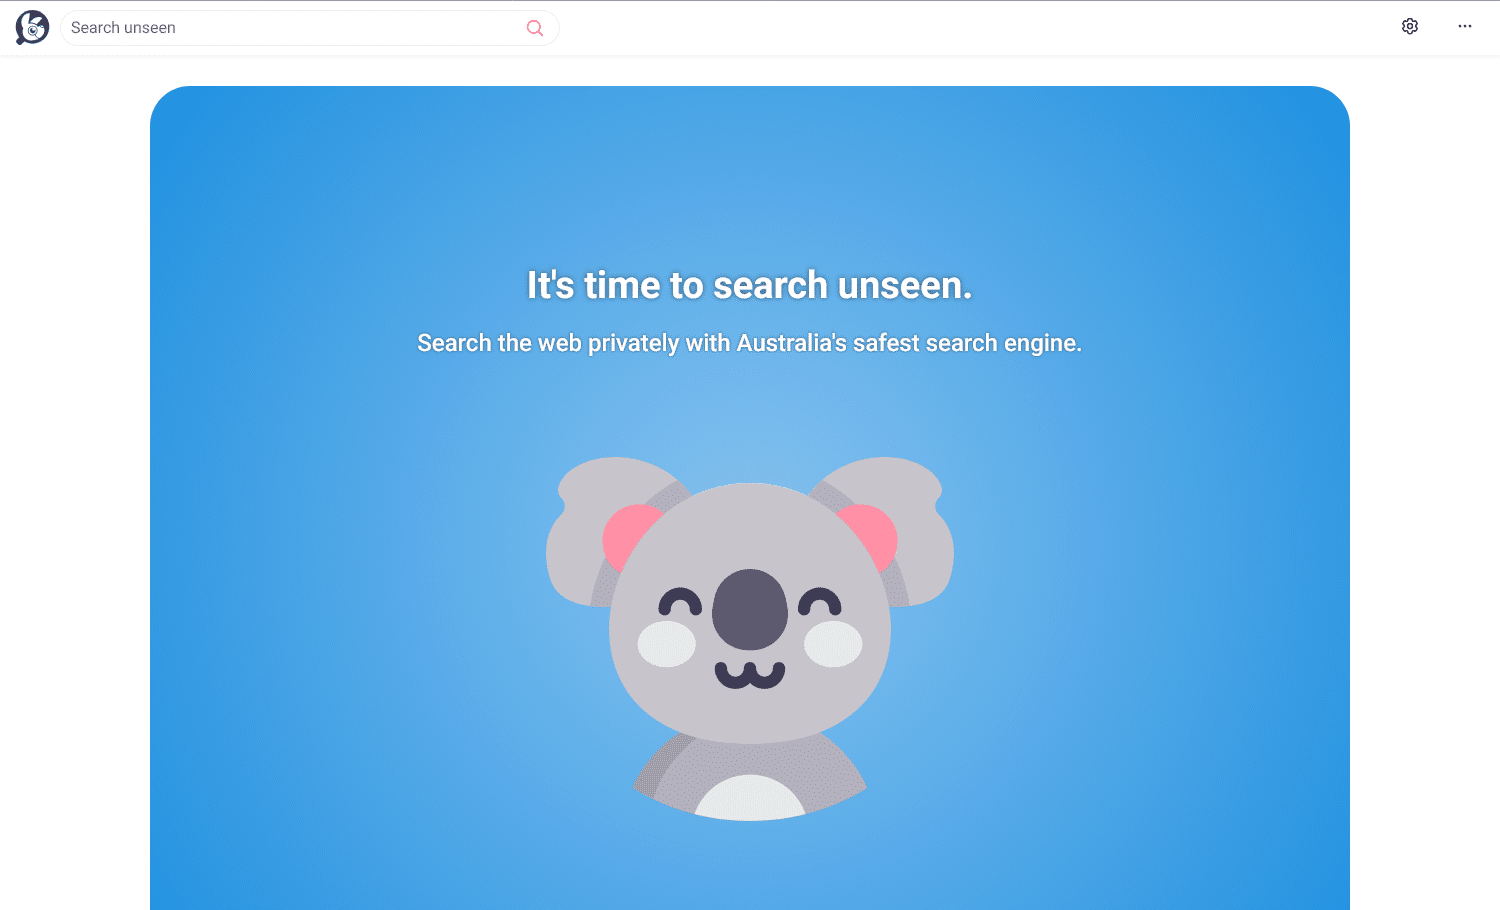 Search unseen
It's time to search unseen.
Search the web privately with Australia's safest search engine.